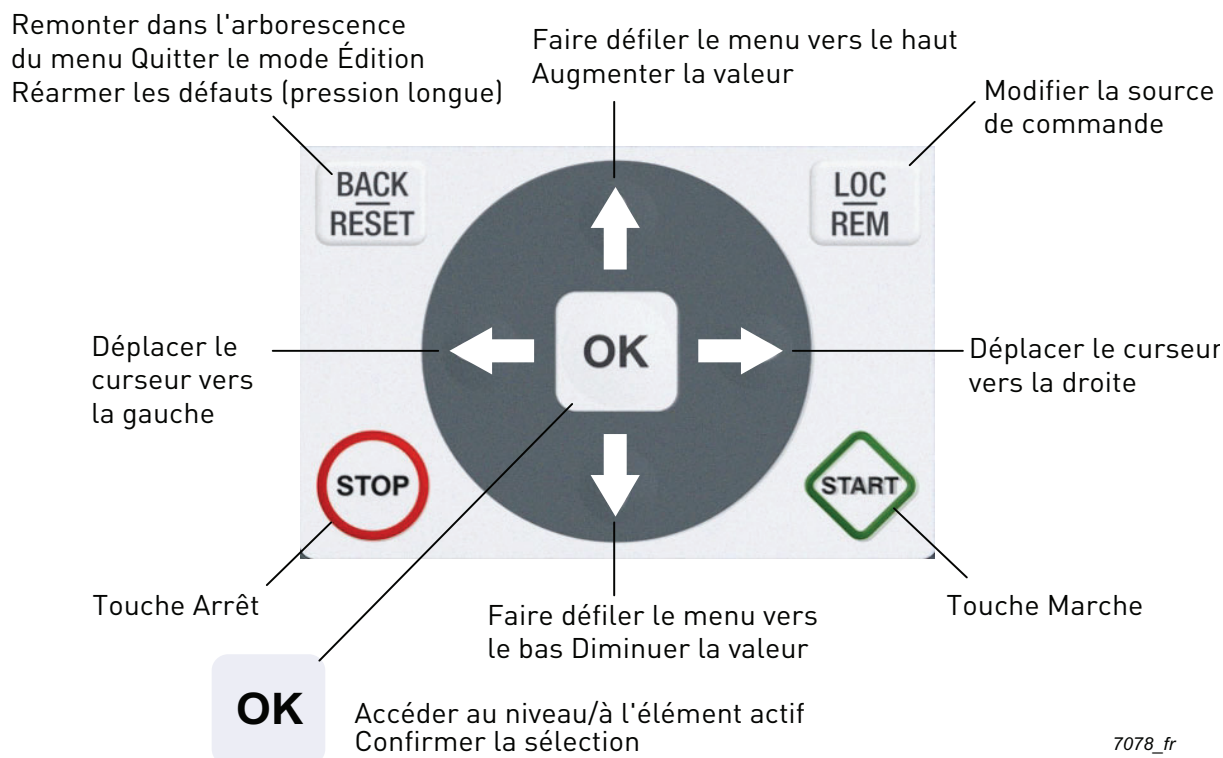 Remonter dans l'arborescence
du menu Quitter le mode Édition
Réarmer les défauts (pression longue)
Faire défiler le menu vers le haut
Augmenter la valeur
Modifier la source
de commande
BACK
RESET
LOC
REM
Déplacer le
curseur vers
la gauche
OK
Déplacer le curseur
vers la droite
STOP
START
Touche Arrêt
Faire défiler le menu vers
le bas Diminuer la valeur
Touche Marche
OK
Accéder au niveau/à l'élément actif
Confirmer la sélection
7078_fr